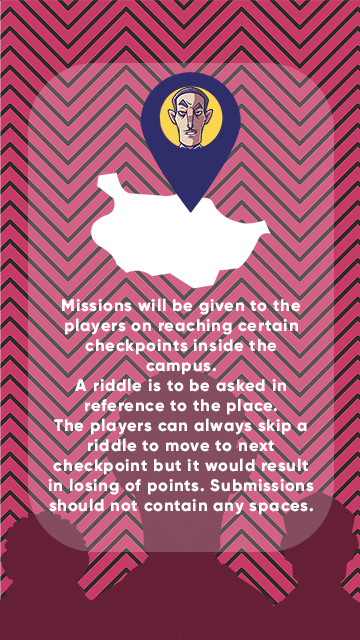 Missions will be given to the
players on reaching certain
checkpoints inside the
campus.
A riddle is to be asked in
reference to the place.
The players can always skip a
riddle to move to next
checkpoint but it would result
in losing of points. Submissions
should not contain any spaces.